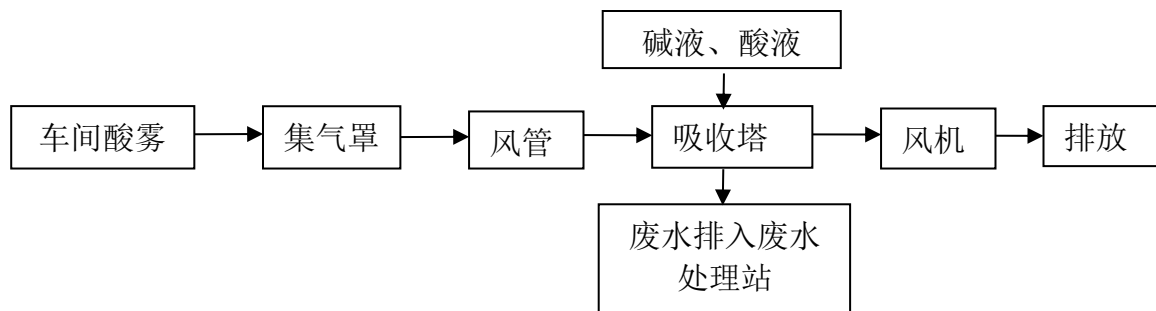 碱液、酸液
车间酸雾
集气罩
风管
吸收塔
风机
排放
废水排入废水
处理站